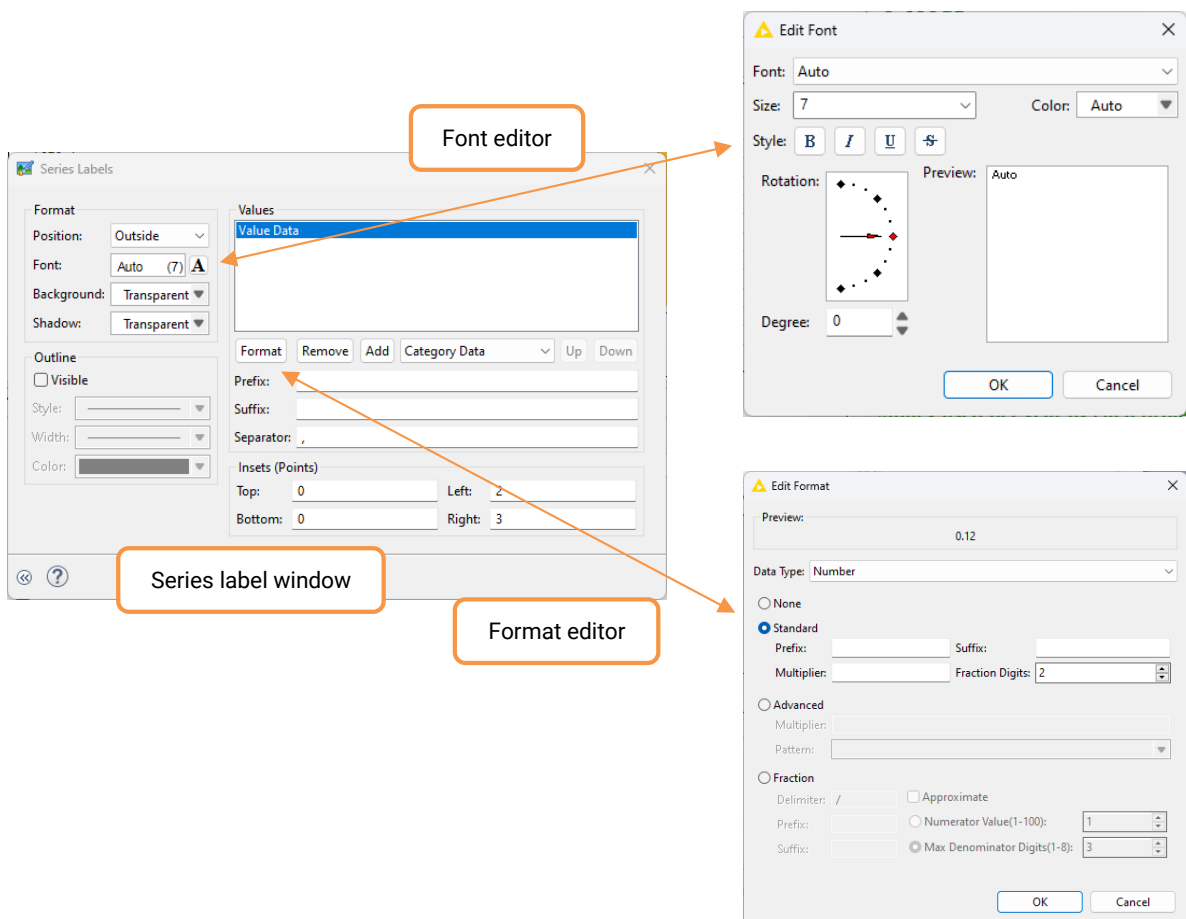 Edit Font
Font: Auto
Size: 7 Color: Auto
Style: B I U S
Rotation: Preview: Auto
Degree: 0
OK Cancel
Font editor
Series Labels
Format
Position: Outside
Font: Auto (7) A
Background: Transparent
Shadow: Transparent
Outline
Visible
Style:
Width:
Color:
Values
Value Data
Format Remove Add Category Data Up Down
Prefix:
Suffix:
Separator: ,
Insets (Points)
Top: 0 Left: 2
Bottom: 0 Right: 3
?
Series label window
Format editor
Edit Format
Preview:
0.12
Data Type: Number
None
Standard
Prefix: Suffix:
Multiplier: Fraction Digits: 2
Advanced
Multiplier:
Pattern:
Fraction
Delimiter: / Approximate
Prefix: Numerator Value(1-100): 1
Suffix: Max Denominator Digits(1-8): 3
OK Cancel